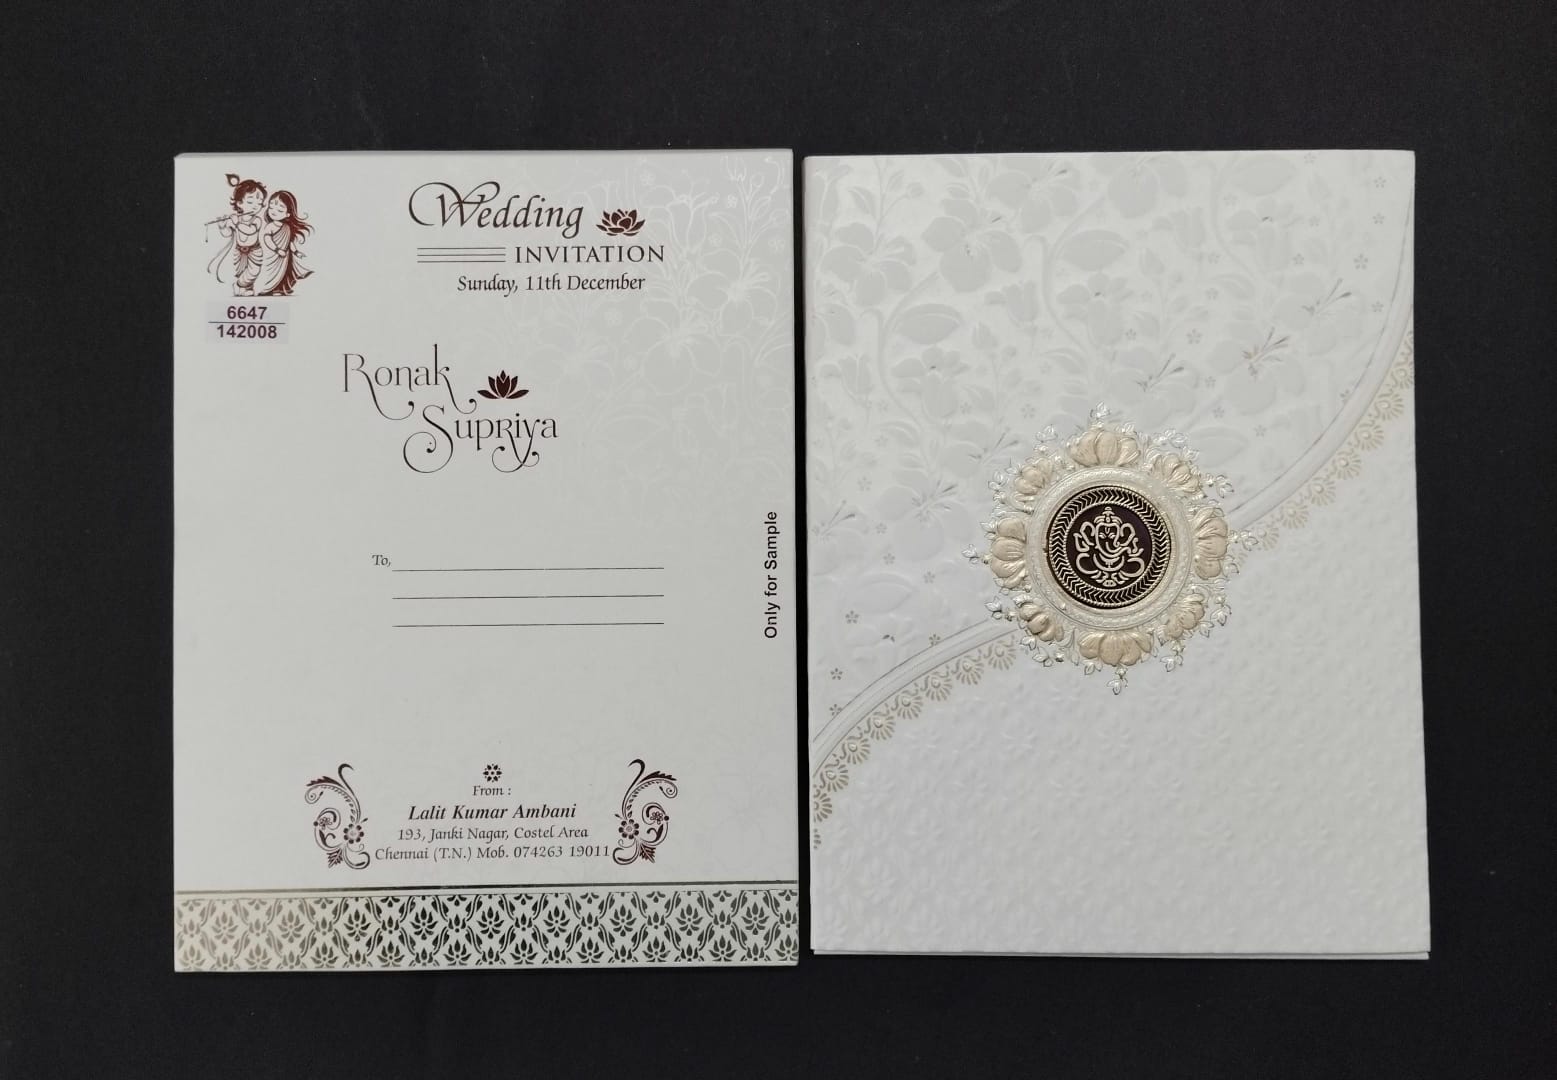 Wedding
INVITATION
Sunday, 11th December
6647
142008
Ronak
Supriya
To,
Only for Sample
From :
Lalit Kumar Ambani
193, Janki Nagar, Costel Area
Chennai (T.N.) Mob. 074263 19011